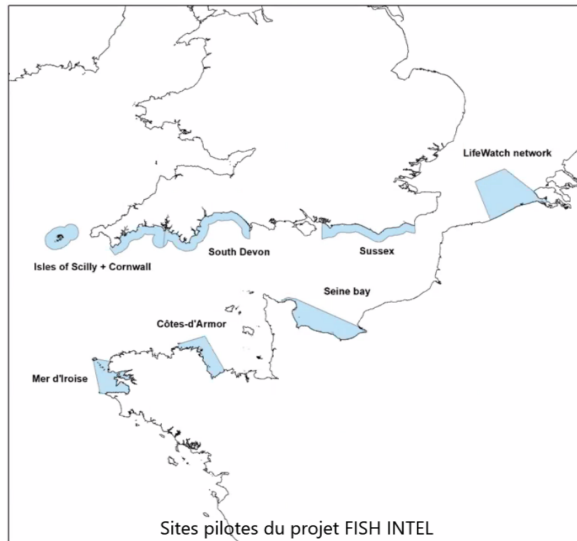 LifeWatch network
Isles of Scilly + Cornwall
South Devon
Sussex
Seine bay
Côtes-d'Armor
Mer d'Iroise
Sites pilotes du projet FISH INTEL